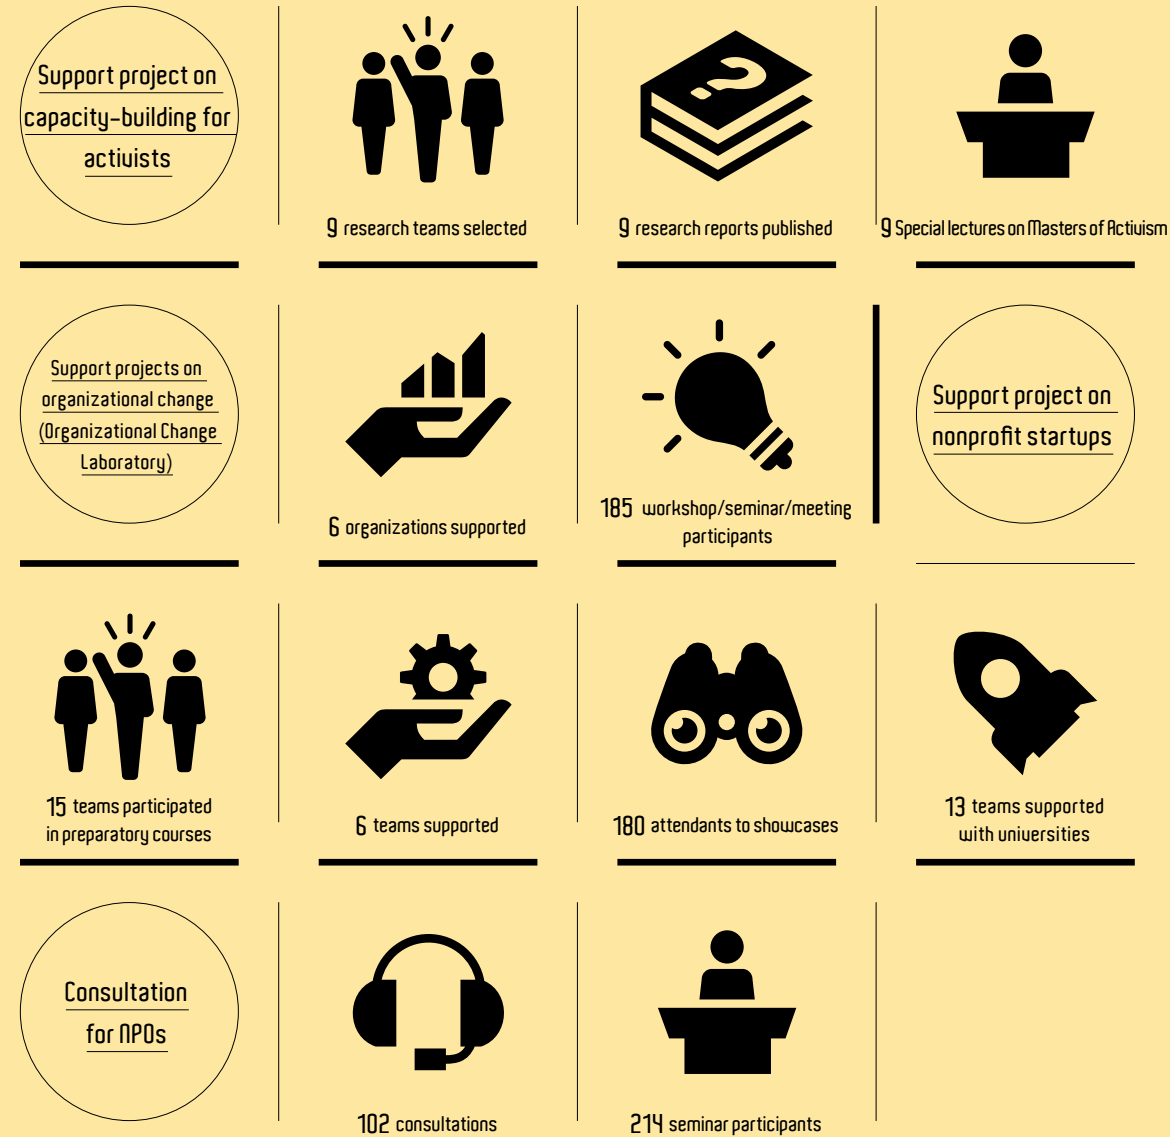 Support project on
capacity-building for
activists
9 research teams selected
?
9 research reports published
9 Special lectures on Masters of Activism
Support projects on
organizational change
(Organizational Change
Laboratory)
6 organizations supported
185 workshop/seminar/meeting
participants
Support project on
nonprofit startups
15 teams participated
in preparatory courses
6 teams supported
180 attendants to showcases
13 teams supported
with universities
Consultation
for NPOs
102 consultations
214 seminar participants